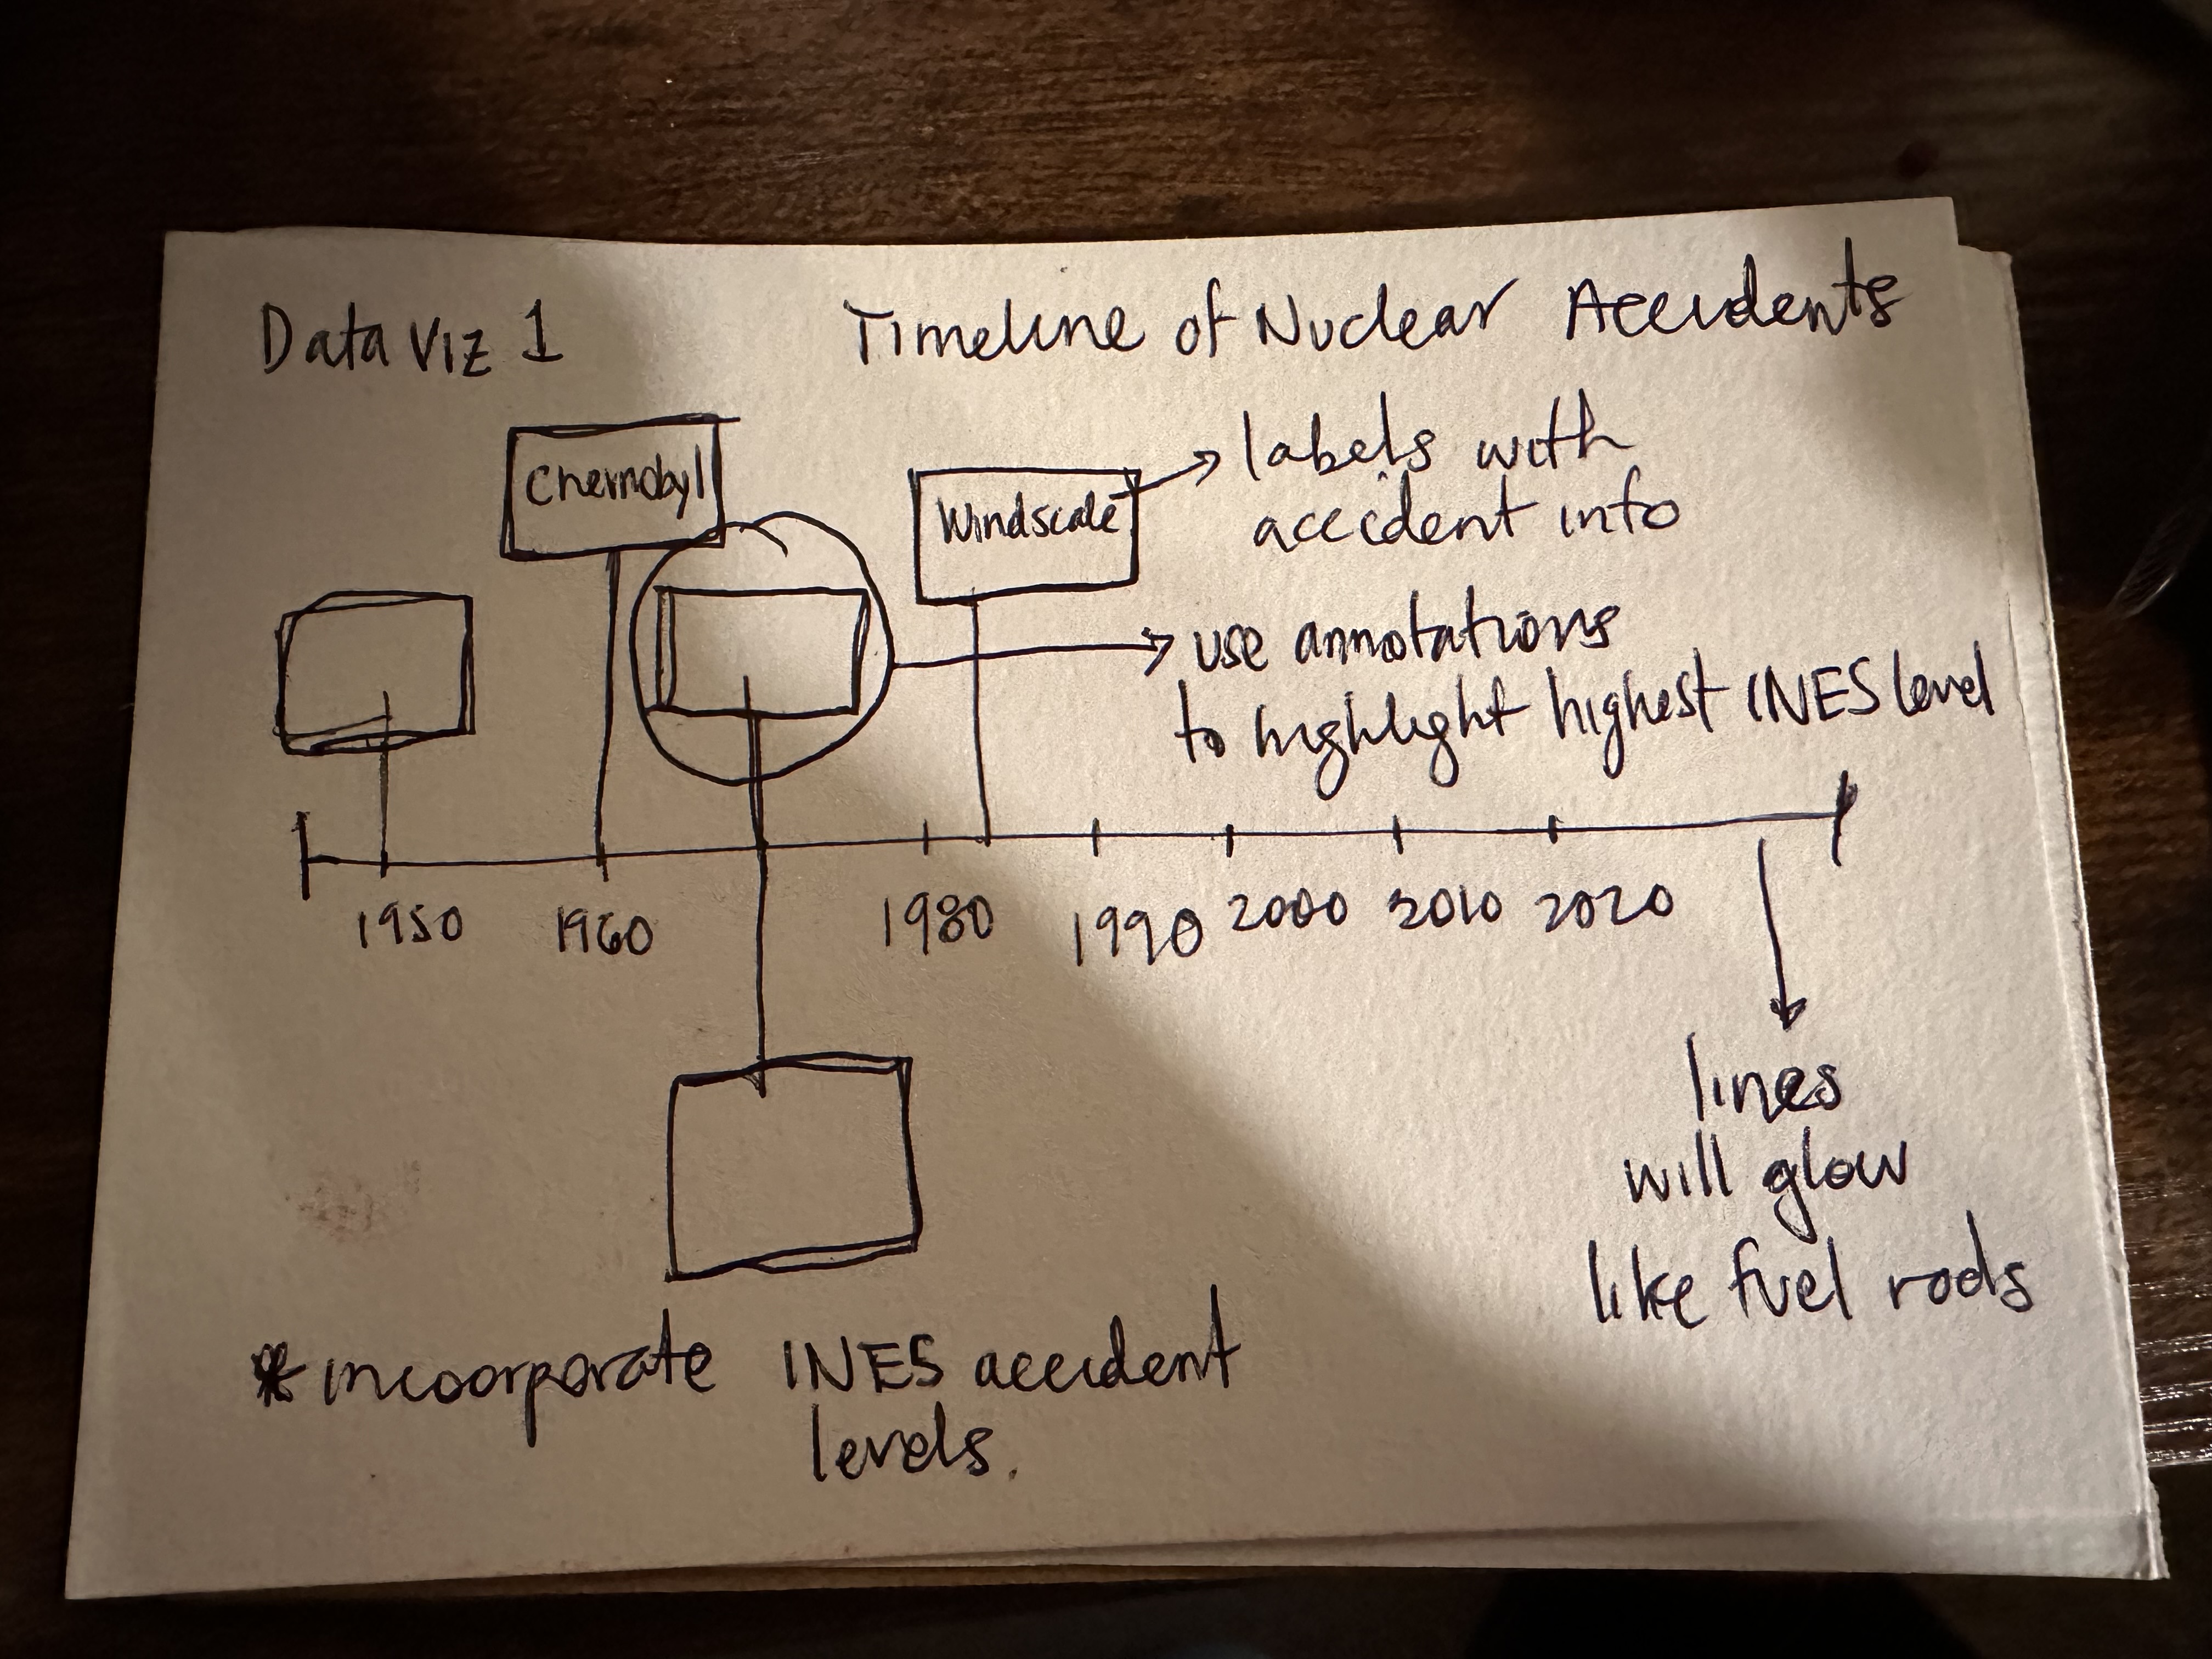 Data Viz 1
Timeline of Nuclear Accidents
Chernobyl
Windscale
labels with
accident info
use annotations
to highlight highest INES level
1950 1960 1980 1990 2000 2010 2020
lines
will glow
like fuel rods
* incorporate INES accident
levels.